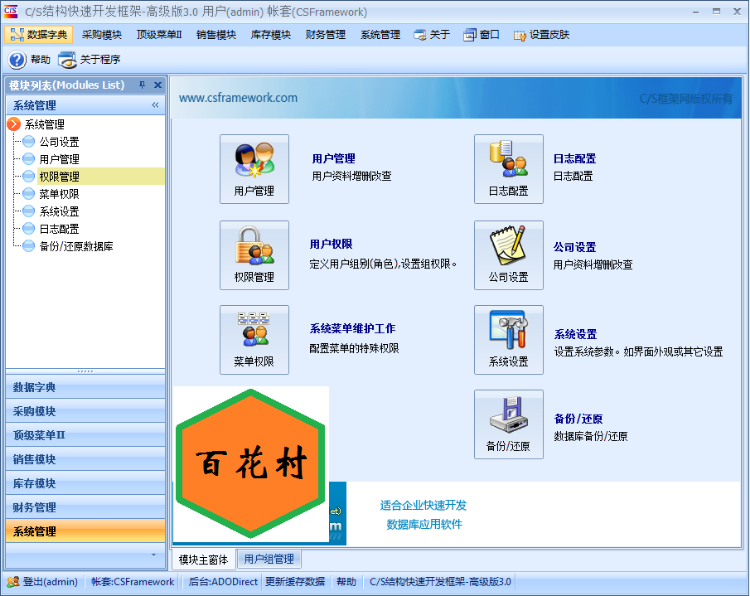 C/S结构快速开发框架-高级版3.0 用户(admin) 帐套(CSFramework)
数据字典 采购模块 顶级菜单II 销售模块 库存模块 财务管理 系统管理 关于 窗口 设置皮肤
帮助 关于程序
模块列表(Modules List)
系统管理
系统管理
公司设置
用户管理
权限管理
菜单权限
系统设置
日志配置
备份/还原数据库
数据字典
采购模块
顶级菜单II
销售模块
库存模块
财务管理
系统管理
www.csframework.com
C/S框架网版权所有
用户管理
用户管理
用户资料增删改查
日志配置
日志配置
日志配置
权限管理
用户权限
定义用户组别(角色),设置组权限。
公司设置
公司设置
用户资料增删改查
菜单权限
系统菜单维护工作
配置菜单的特殊权限
系统设置
系统设置
设置系统参数。如界面外观或其它设置
备份/还原
备份/还原
数据库备份/还原
百花村
et)
m
适合企业快速开发
数据库应用软件
模块主窗体 用户组管理
登出(admin) 帐套:CSFramework 后台:ADODirect 更新缓存数据 帮助 C/S结构快速开发框架-高级版3.0